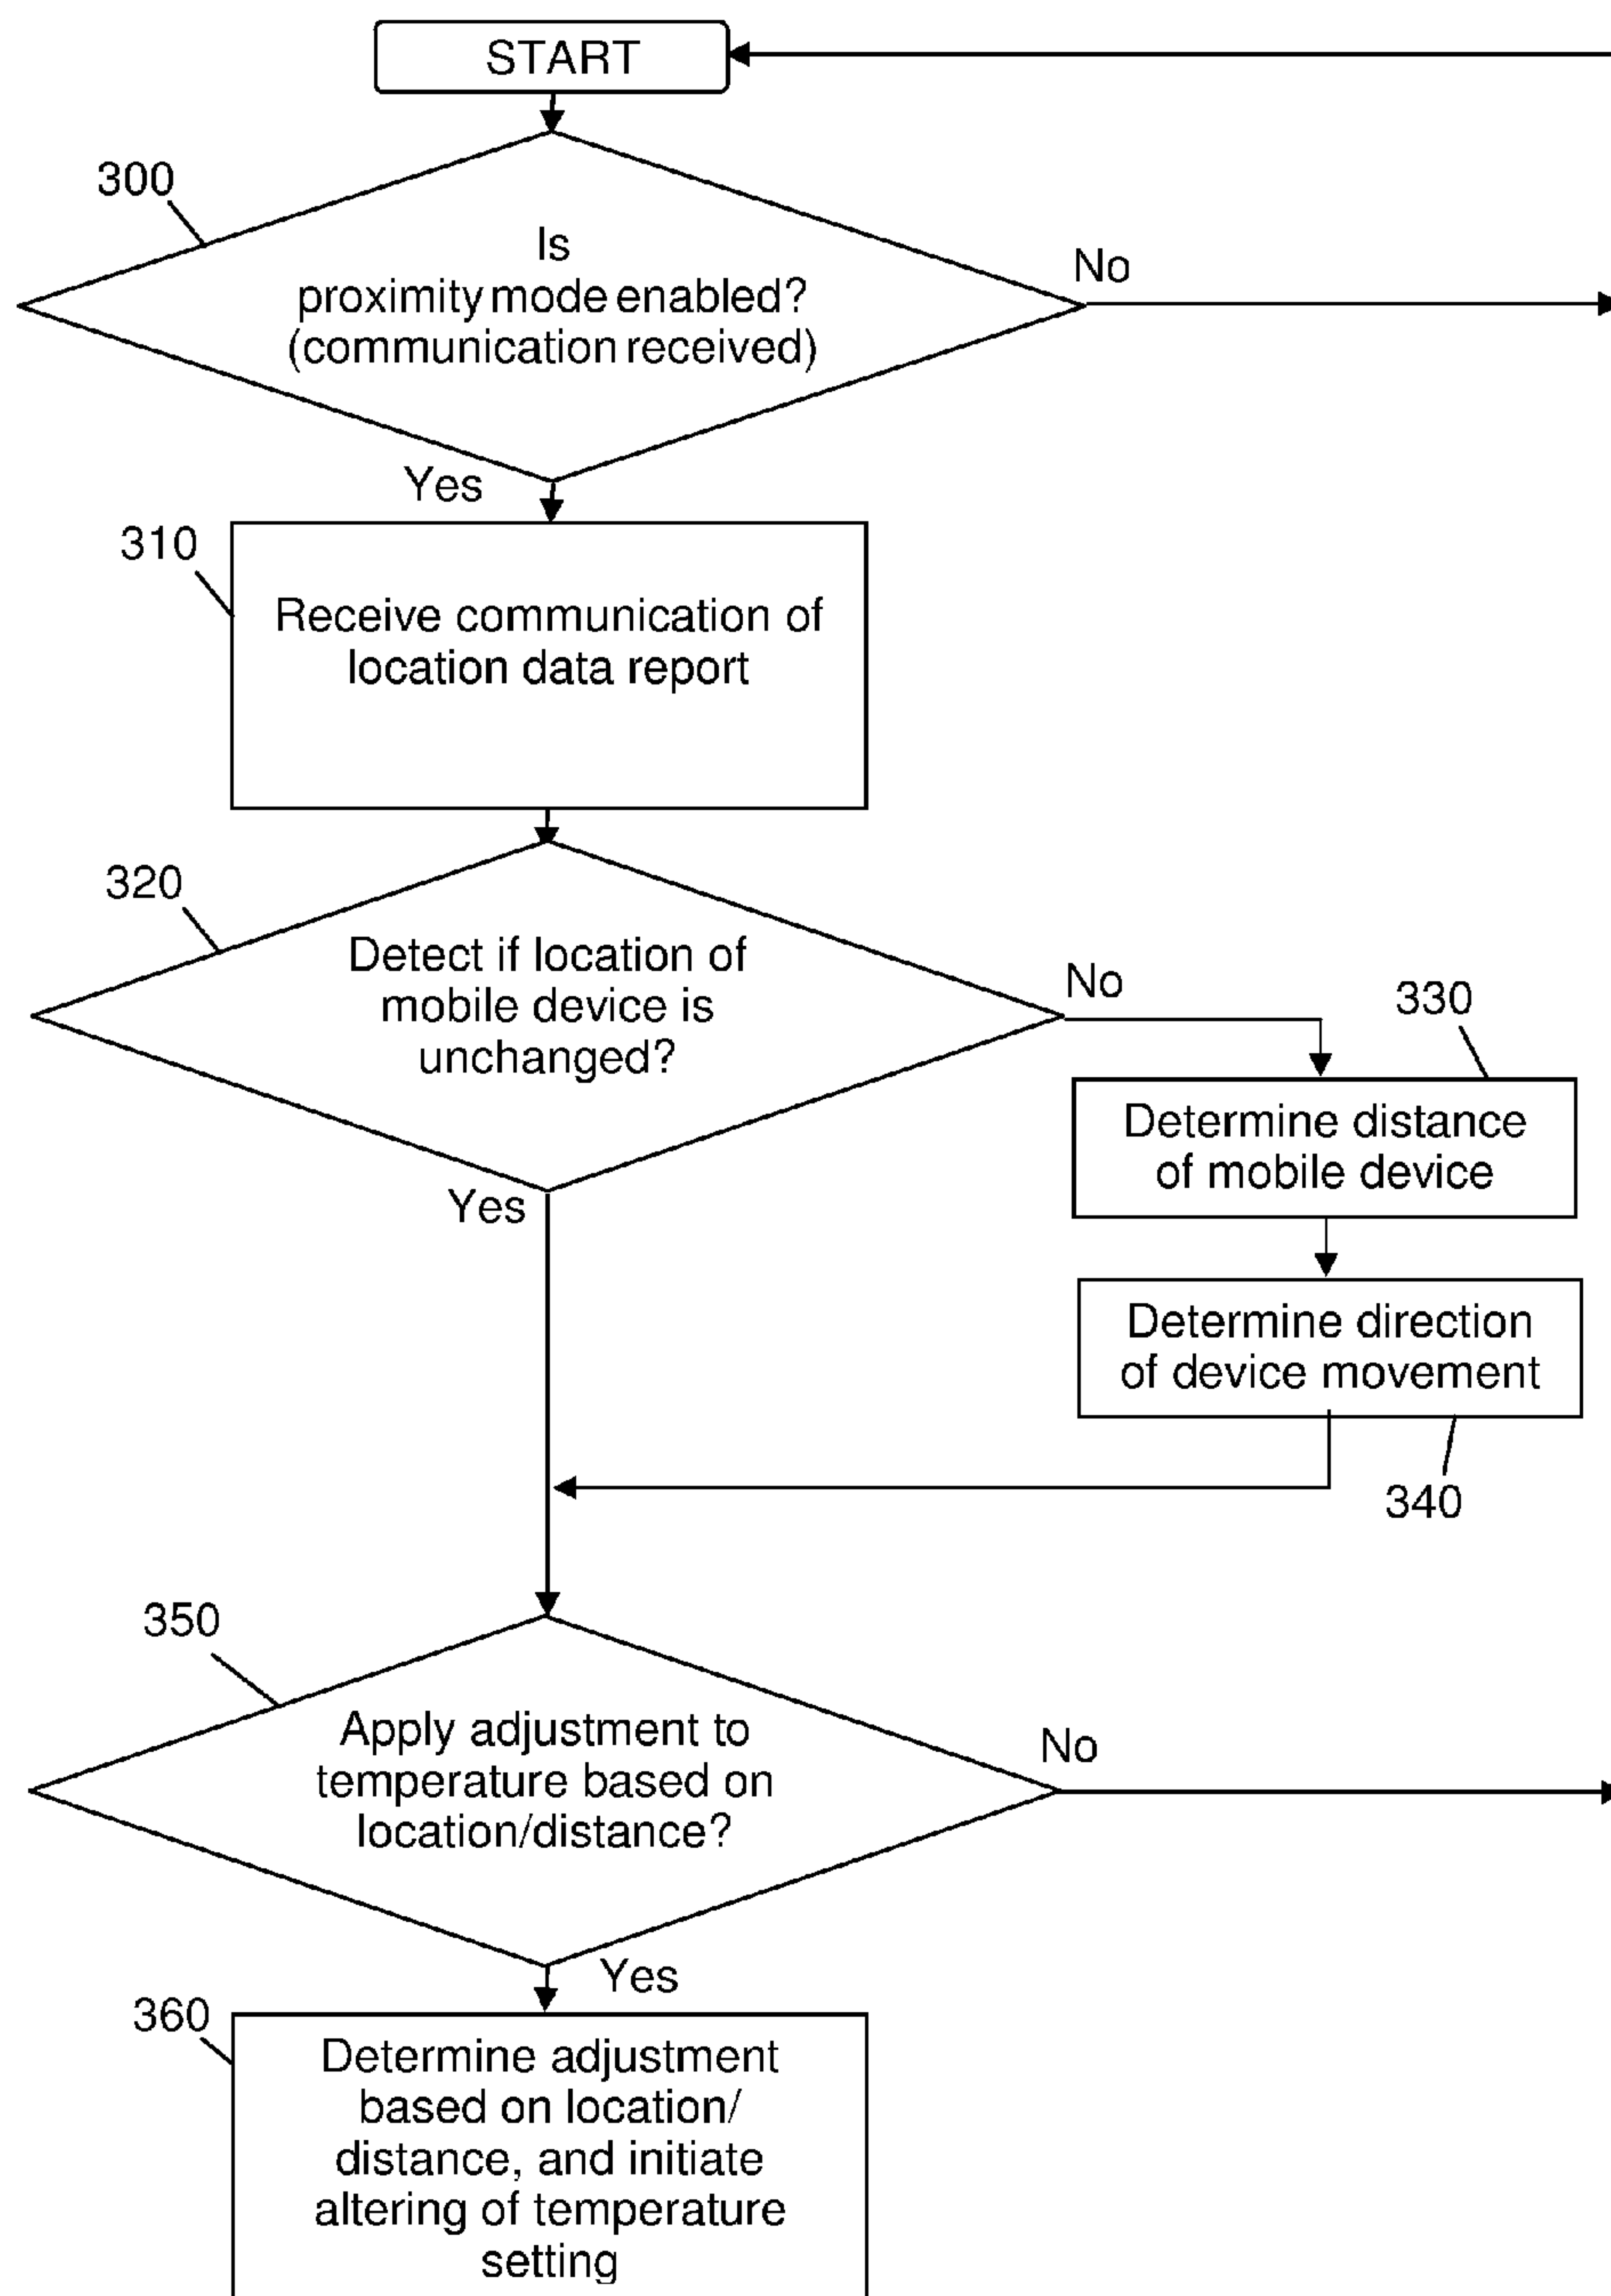 START
300
Is
proximity mode enabled?
(communication received)
No
Yes
310
Receive communication of
location data report
320
Detect if location of
mobile device is
unchanged?
No
330
Determine distance
of mobile device
Yes
Determine direction
of device movement
340
350
Apply adjustment to
temperature based on
location/distance?
No
Yes
360
Determine adjustment
based on location/
distance, and initiate
altering of temperature
setting